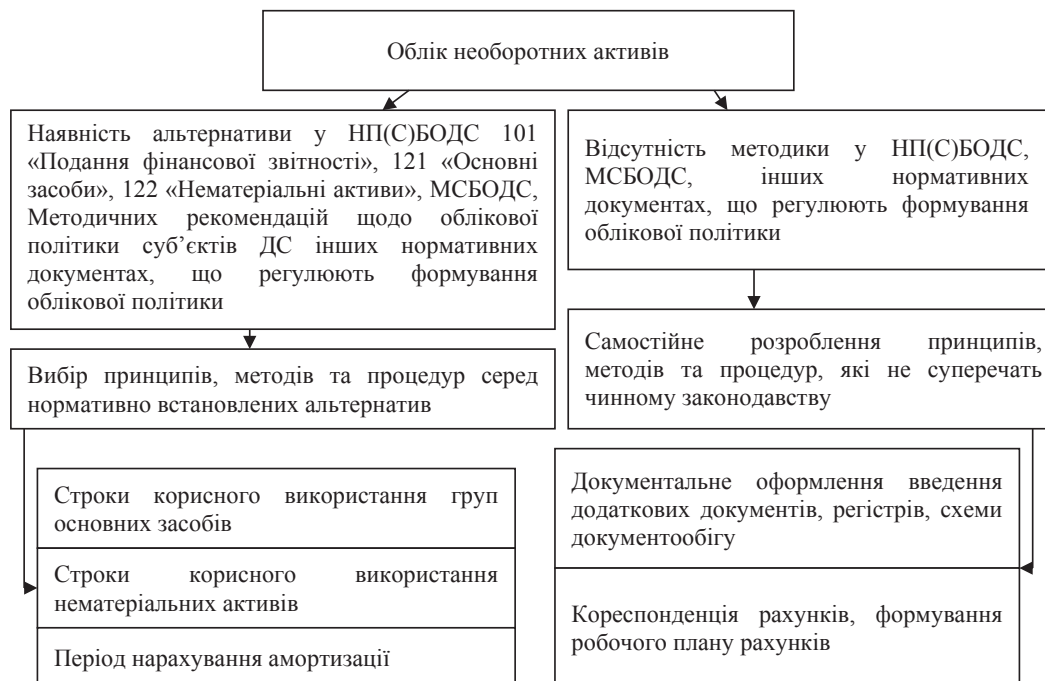 Облік необоротних активів
Наявність альтернативи у НП(С)БОДС 101
«Подання фінансової звітності», 121 «Основні
засоби», 122 «Нематеріальні активи», МСБОДС,
Методичних рекомендацій щодо облікової
політики суб’єктів ДС інших нормативних
документах, що регулюють формування
облікової політики
Відсутність методики у НП(С)БОДС,
МСБОДС, інших нормативних
документах, що регулюють формування
облікової політики
Вибір принципів, методів та процедур серед
нормативно встановлених альтернатив
Самостійне розроблення принципів,
методів та процедур, які не суперечать
чинному законодавству
Строки корисного використання груп
основних засобів
Строки корисного використання
нематеріальних активів
Період нарахування амортизації
Документальне оформлення введення
додаткових документів, регістрів, схеми
документообігу
Кореспонденція рахунків, формування
робочого плану рахунків